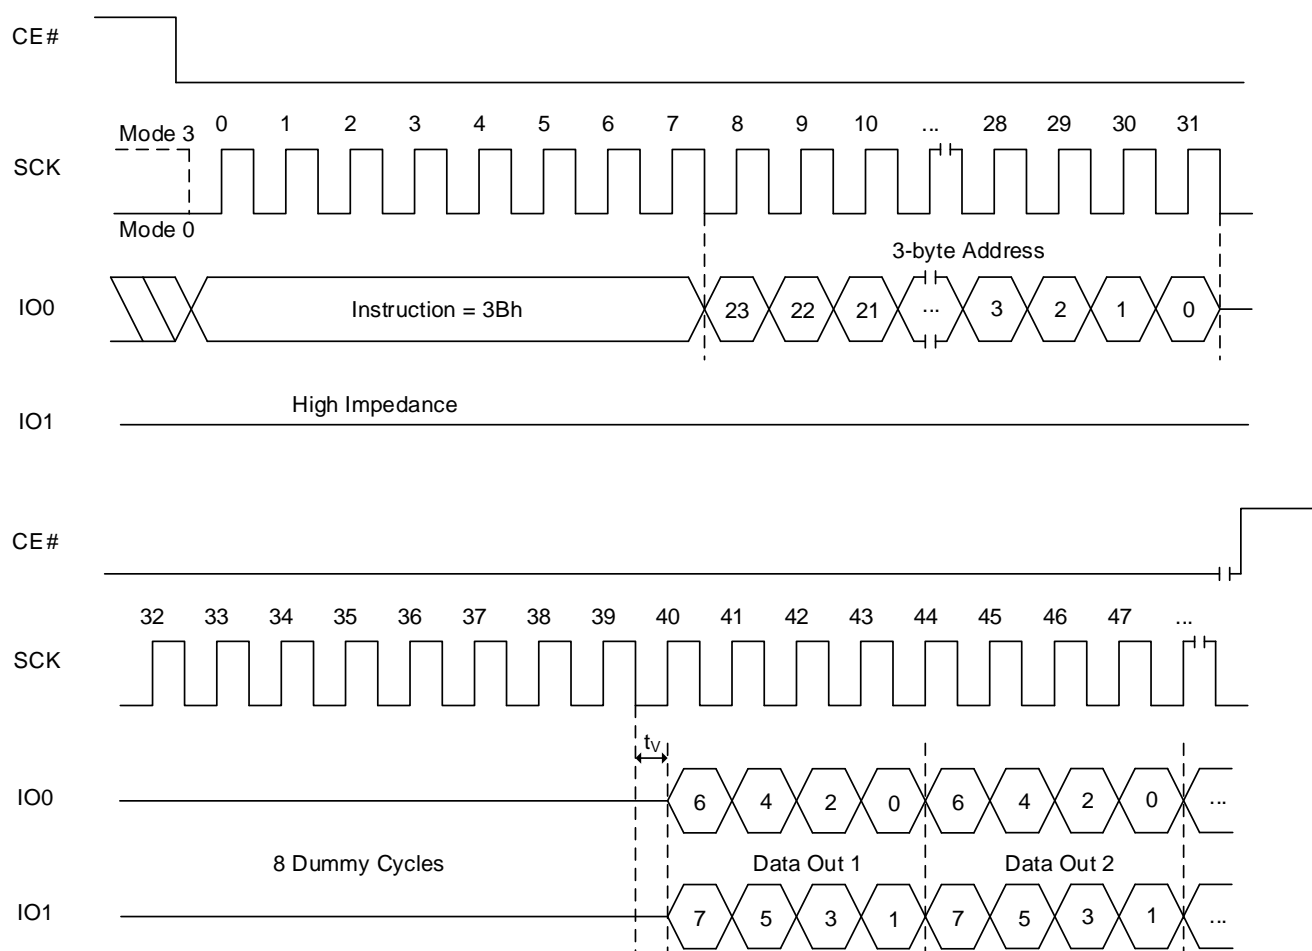 CE#
Mode 3 0 1 2 3 4 5 6 7 8 9 10 ... 28 29 30 31
SCK
Mode 0
3-byte Address
IO0 Instruction = 3Bh 23 22 21 ... 3 2 1 0
High Impedance
IO1
CE#
32 33 34 35 36 37 38 39 40 41 42 43 44 45 46 47 ...
SCK
tV
IO0 6 4 2 0 6 4 2 0 ...
8 Dummy Cycles Data Out 1 Data Out 2
IO1 7 5 3 1 7 5 3 1 ...